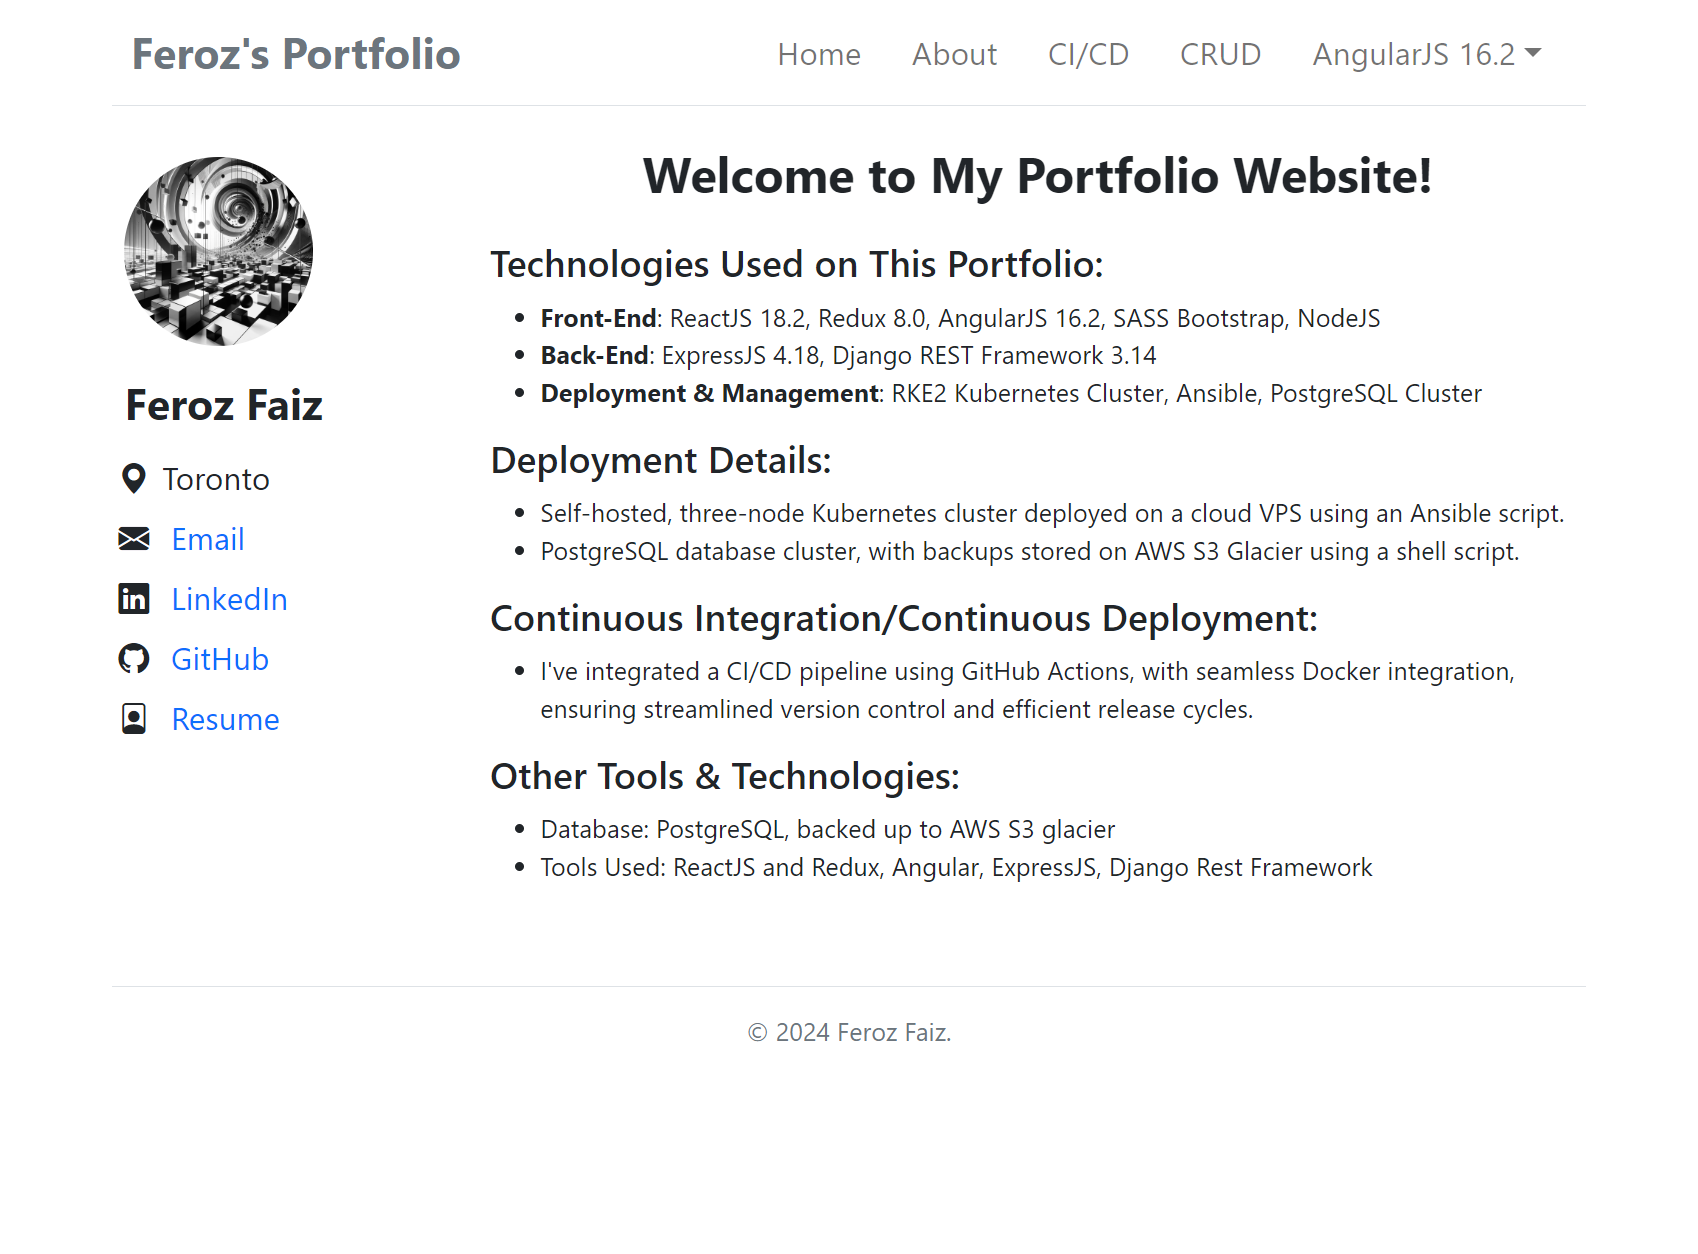 Feroz's Portfolio
Home About CI/CD CRUD AngularJS 16.2
Feroz Faiz
Toronto
Email
LinkedIn
GitHub
Resume
Welcome to My Portfolio Website!
Technologies Used on This Portfolio:
Front-End: ReactJS 18.2, Redux 8.0, AngularJS 16.2, SASS Bootstrap, NodeJS
Back-End: ExpressJS 4.18, Django REST Framework 3.14
Deployment & Management: RKE2 Kubernetes Cluster, Ansible, PostgreSQL Cluster
Deployment Details:
Self-hosted, three-node Kubernetes cluster deployed on a cloud VPS using an Ansible script.
PostgreSQL database cluster, with backups stored on AWS S3 Glacier using a shell script.
Continuous Integration/Continuous Deployment:
I've integrated a CI/CD pipeline using GitHub Actions, with seamless Docker integration,
ensuring streamlined version control and efficient release cycles.
Other Tools & Technologies:
Database: PostgreSQL, backed up to AWS S3 glacier
Tools Used: ReactJS and Redux, Angular, ExpressJS, Django Rest Framework
© 2024 Feroz Faiz.